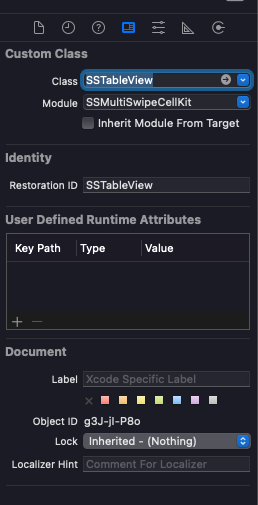 Custom Class
Class SSTableView
Module SSMultiSwipeCellKit
Inherit Module From Target
Identity
Restoration ID SSTableView
User Defined Runtime Attributes
Key Path Type Value
+ −
Document
Label Xcode Specific Label
Object ID g3J-jI-P8o
Lock Inherited - (Nothing)
Localizer Hint Comment For Localizer